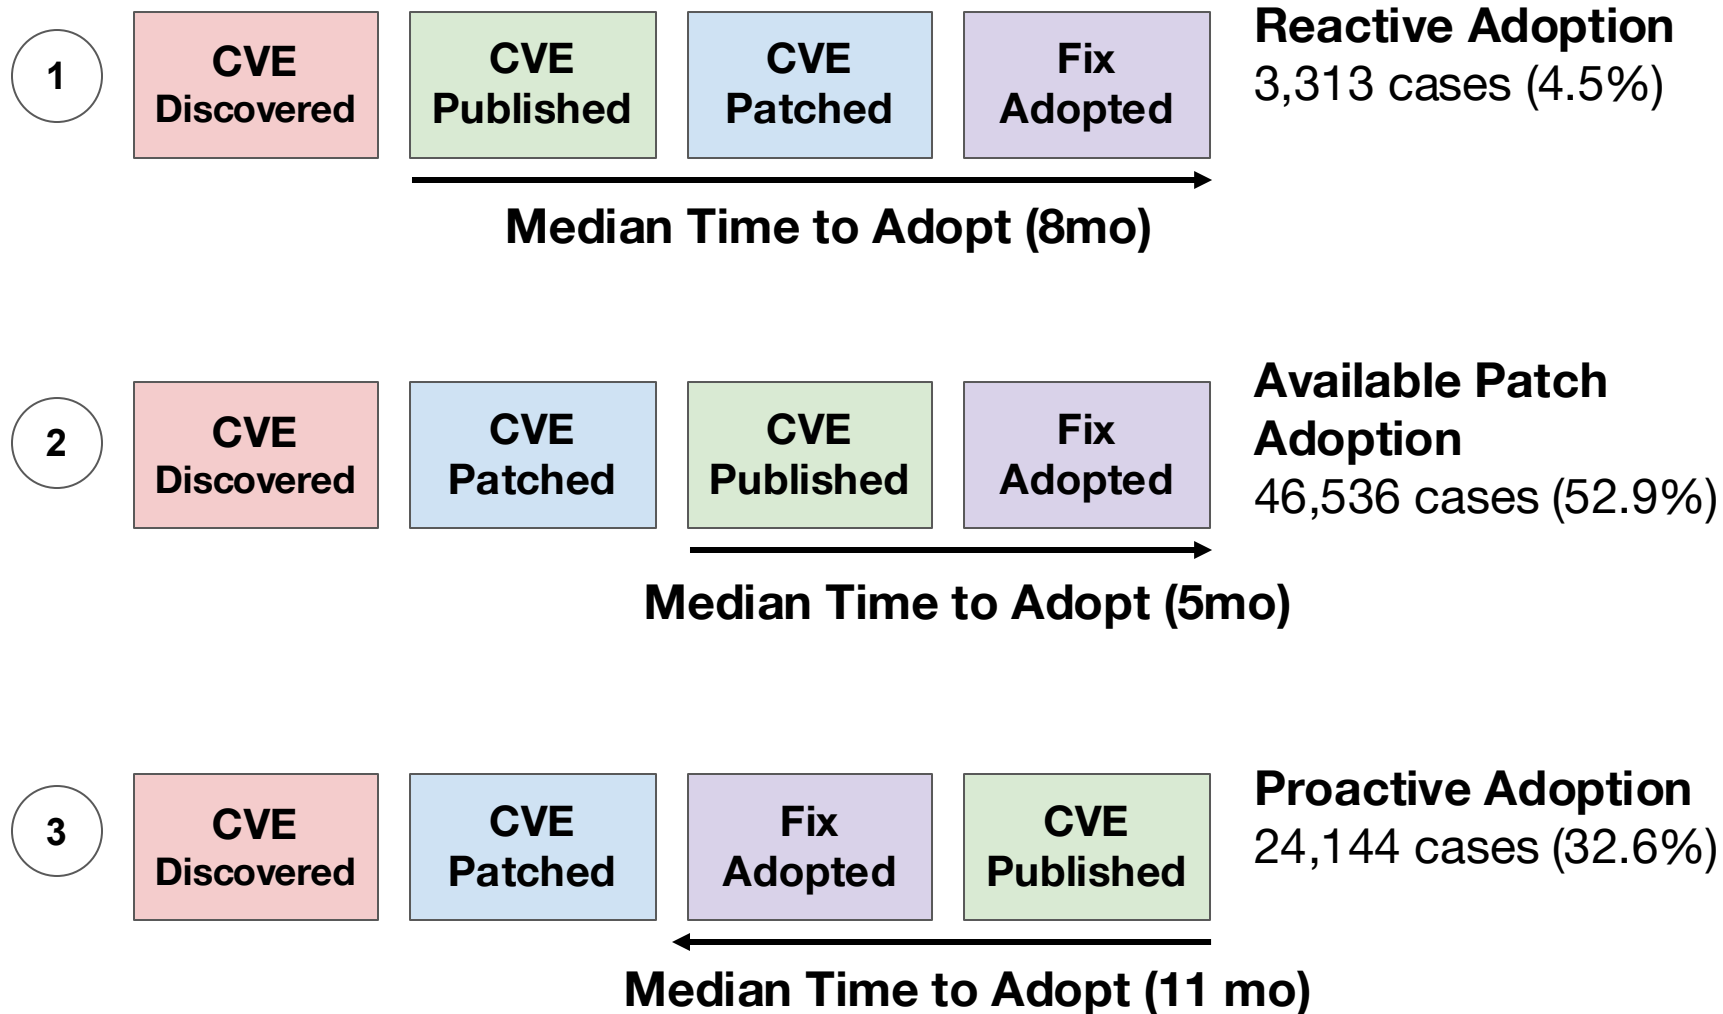 1
CVE
Discovered
CVE
Published
CVE
Patched
Fix
Adopted
Reactive Adoption
3,313 cases (4.5%)
Median Time to Adopt (8mo)
2
CVE
Discovered
CVE
Patched
CVE
Published
Fix
Adopted
Available Patch
Adoption
46,536 cases (52.9%)
Median Time to Adopt (5mo)
3
CVE
Discovered
CVE
Patched
Fix
Adopted
CVE
Published
Proactive Adoption
24,144 cases (32.6%)
Median Time to Adopt (11 mo)